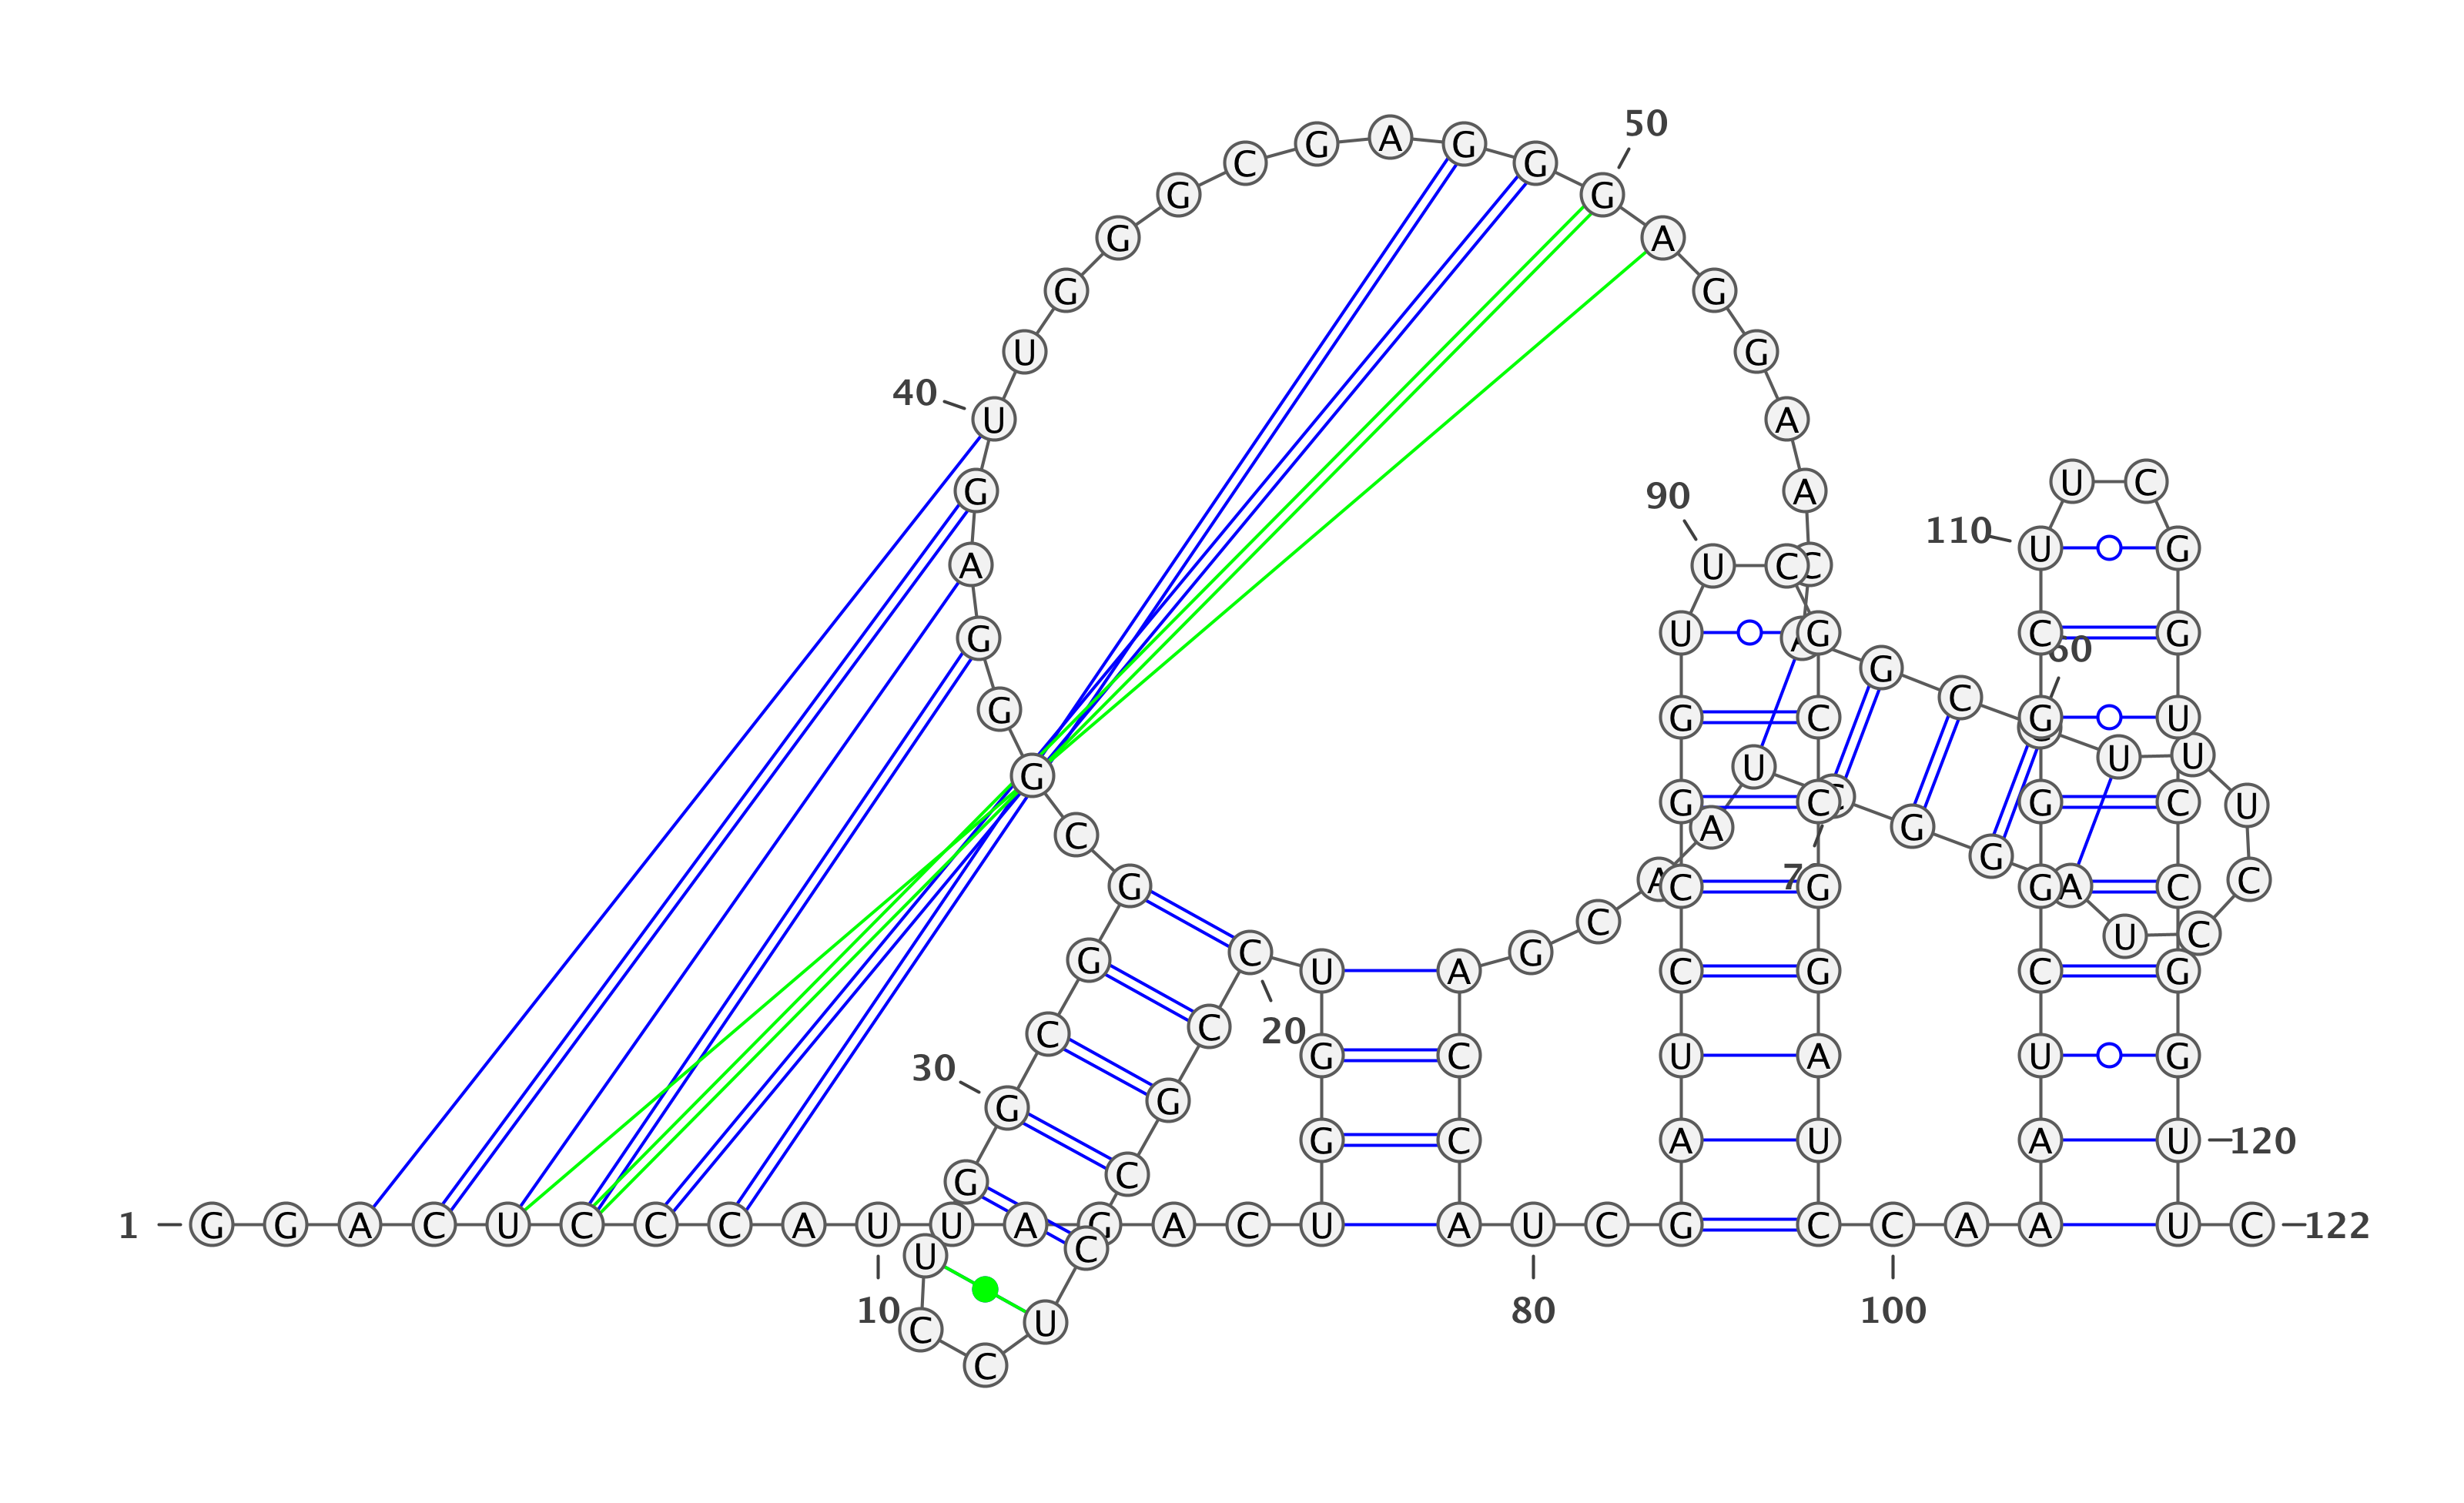 50
C G A G G
G G
G A
G G
U G
40 U A
U C
90 G A
110 U G
U C C A
U G C G
G A 60
G
C
G C G U
U U U
G U
G C G C
U
C G A
G C G
G A C 7 G A C
C U C
G C
G U A G C G C G
C G
20
30 G U A
G C U G
G
G G C A U A U 120
C
1 G G A C U C C C A U U A G A C U A U C G C C A A U C 122
U C
10 80 100
U
C
C